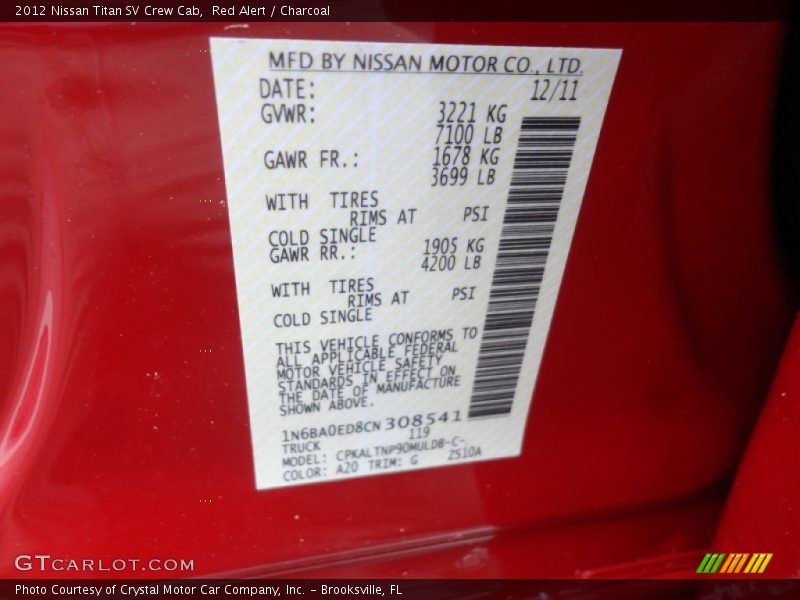 2012 Nissan Titan SV Crew Cab,  Red Alert / Charcoal
MFD BY NISSAN MOTOR CO., LTD.
DATE: 12/11
GVWR: 3221 KG
7100 LB
GAWR FR.: 1678 KG
3699 LB
WITH TIRES
RIMS AT PSI
COLD SINGLE
GAWR RR.: 1905 KG
4200 LB
WITH TIRES
RIMS AT PSI
COLD SINGLE
THIS VEHICLE CONFORMS TO
ALL APPLICABLE FEDERAL
MOTOR VEHICLE SAFETY
STANDARDS IN EFFECT ON
THE DATE OF MANUFACTURE
SHOWN ABOVE.
1N6BA0ED8CN308541
TRUCK 119
MODEL: CPKALTNP90MULDB-C-
COLOR: A20 TRIM: G ZS10A
GTCARLOT.COM
Photo Courtesy of Crystal Motor Car Company, Inc. – Brooksville, FL